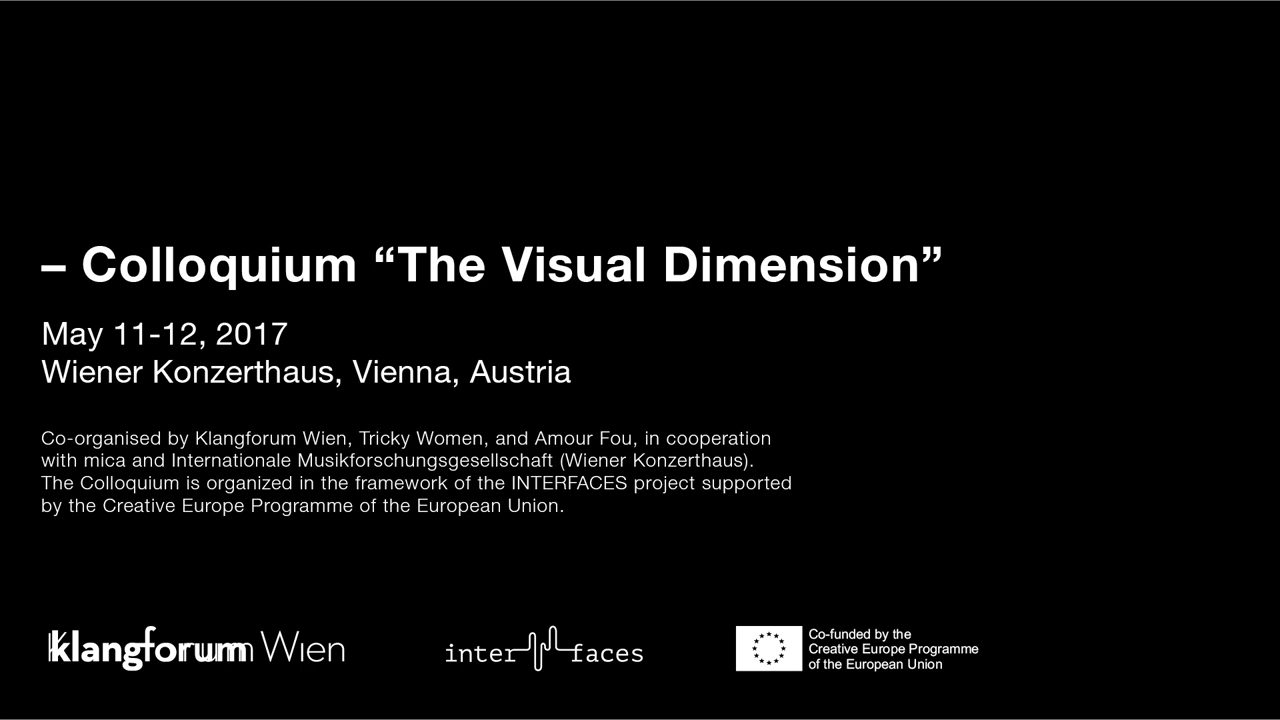 – Colloquium “The Visual Dimension”
May 11-12, 2017
Wiener Konzerthaus, Vienna, Austria
Co-organised by Klangforum Wien, Tricky Women, and Amour Fou, in cooperation
with mica and Internationale Musikforschungsgesellschaft (Wiener Konzerthaus).
The Colloquium is organized in the framework of the INTERFACES project supported
by the Creative Europe Programme of the European Union.
klangforum Wien
inter faces
Co-funded by the
Creative Europe Programme
of the European Union